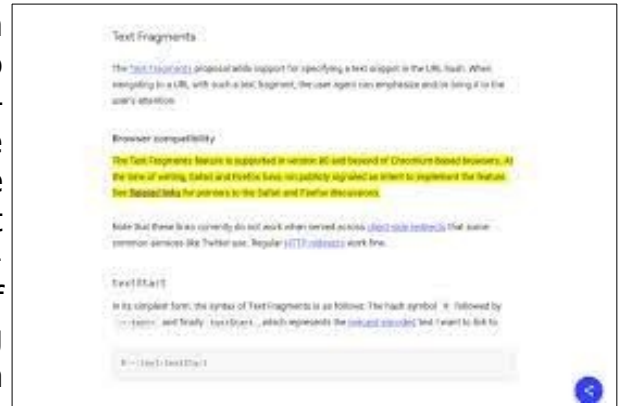 Text Fragments
The Text Fragments proposal adds support for specifying a text snippet in the URL hash. When
navigating to a URL with such a text fragment, the user agent can emphasize and/or bring it to the
user's attention.
Browser compatibility
The Text Fragments feature is supported in version 80 and beyond of Chromium-based browsers. At
the time of writing, Safari and Firefox have not publicly signaled an intent to implement the feature.
See Related links for pointers to the Safari and Firefox discussions.
Note that these links currently do not work when served across client-side redirects that some
common services like Twitter use. Regular HTTP redirects work fine.
textStart
In its simplest form, the syntax of Text Fragments is as follows: The hash symbol # followed by
:~:text= and finally textStart, which represents the percent-encoded text I want to link to.
#:~:text=textStart